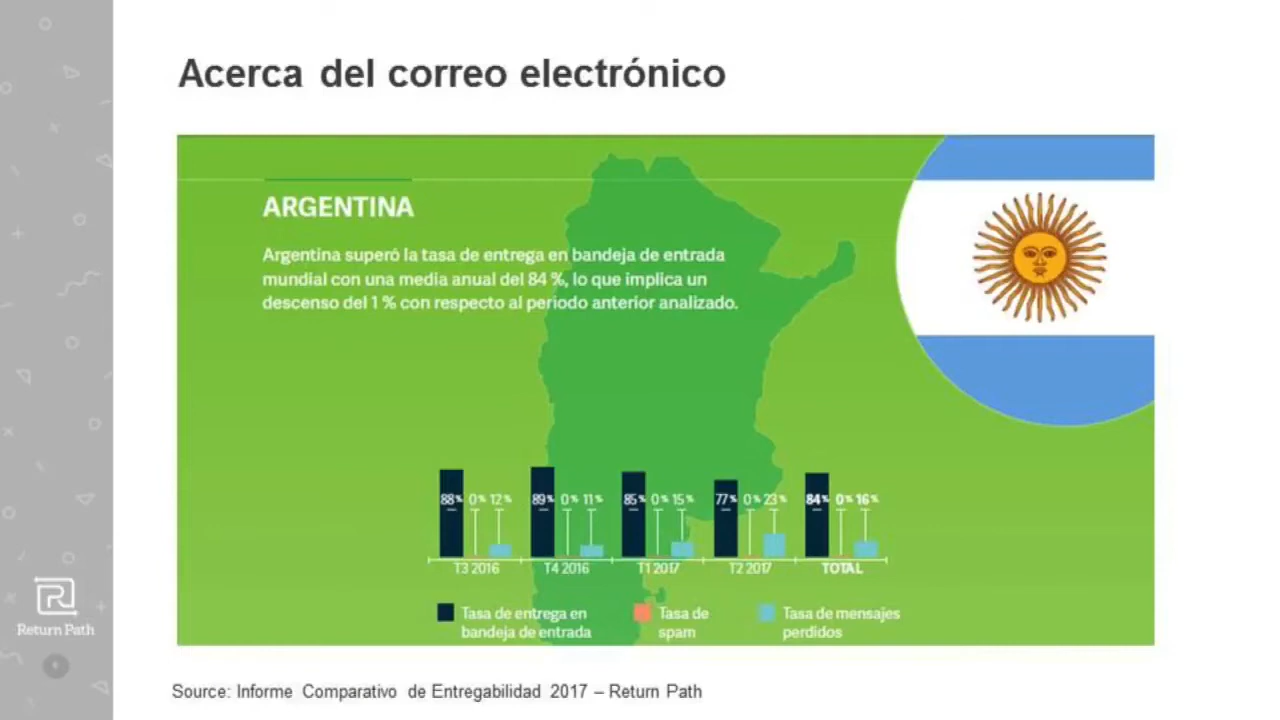 Acerca del correo electrónico
ARGENTINA
Argentina superó la tasa de entrega en bandeja de entrada
mundial con una media anual del 84 %, lo que implica un
descenso del 1 % con respecto al periodo anterior analizado.
88% 0% 12% 89% 0% 11% 85% 0% 15% 77% 0% 23% 84% 0% 16%
T3 2016 T4 2016 T1 2017 T2 2017 TOTAL
Tasa de entrega en Tasa de Tasa de mensajes
bandeja de entrada spam perdidos
Return Path
Source: Informe Comparativo de Entregabilidad 2017 – Return Path